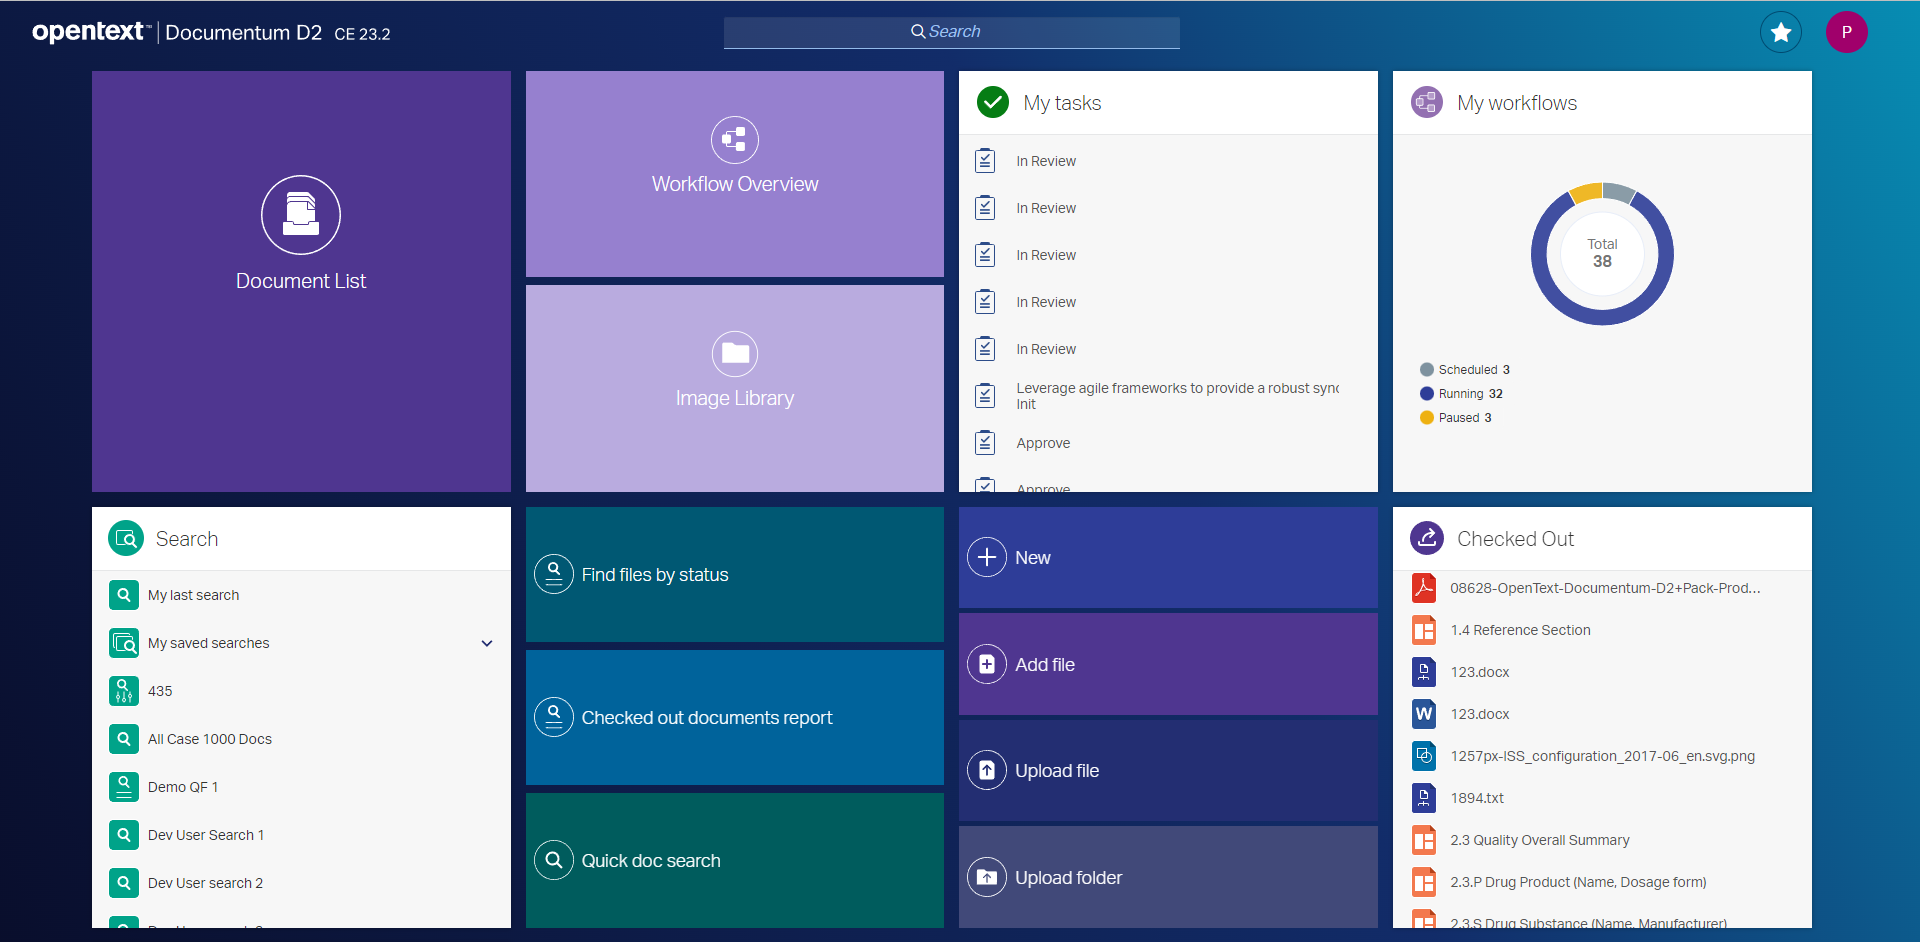 opentext™ | Documentum D2 CE 23.2
Search
P
Document List
Workflow Overview
Image Library
My tasks
In Review
In Review
In Review
In Review
In Review
Leverage agile frameworks to provide a robust sync
Init
Approve
Approve
My workflows
Total
38
Scheduled 3
Running 32
Paused 3
Search
My last search
My saved searches
435
All Case 1000 Docs
Demo QF 1
Dev User Search 1
Dev User search 2
Find files by status
Checked out documents report
Quick doc search
New
Add file
Upload file
Upload folder
Checked Out
08628-OpenText-Documentum-D2+Pack-Prod...
1.4 Reference Section
123.docx
W
123.docx
1257px-ISS_configuration_2017-06_en.svg.png
1894.txt
2.3 Quality Overall Summary
2.3.P Drug Product (Name, Dosage form)
2.3.S Drug Substance (Name, Manufacturer)